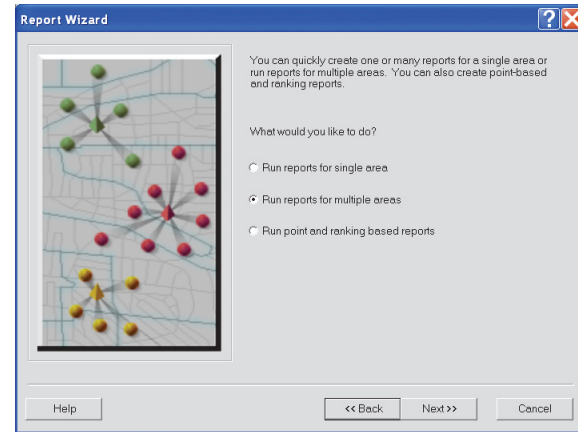 Report Wizard
You can quickly create one or many reports for a single area or
run reports for multiple areas. You can also create point-based
and ranking reports.
What would you like to do?
Run reports for single area
Run reports for multiple areas
Run point and ranking based reports
Help
<< Back
Next >>
Cancel